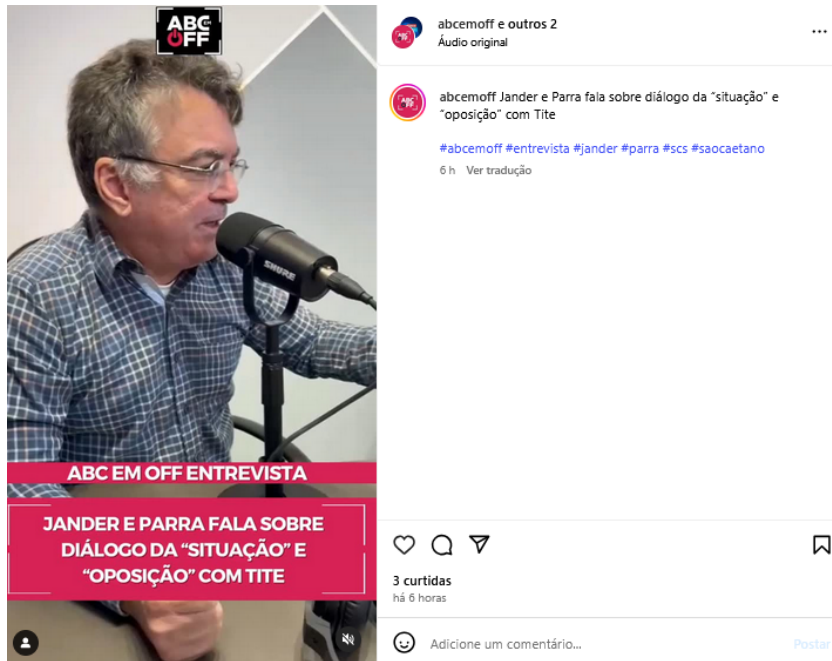 ABC EM
OFF
SHURE
ABC EM OFF ENTREVISTA
JANDER E PARRA FALA SOBRE
DIÁLOGO DA “SITUAÇÃO” E
“OPOSIÇÃO” COM TITE
abcemoff e outros 2
Áudio original
abcemoff Jander e Parra fala sobre diálogo da “situação” e
“oposição” com Tite
#abcemoff #entrevista #jander #parra #scs #saocaetano
6 h Ver tradução
3 curtidas
há 6 horas
Adicione um comentário...
Postar